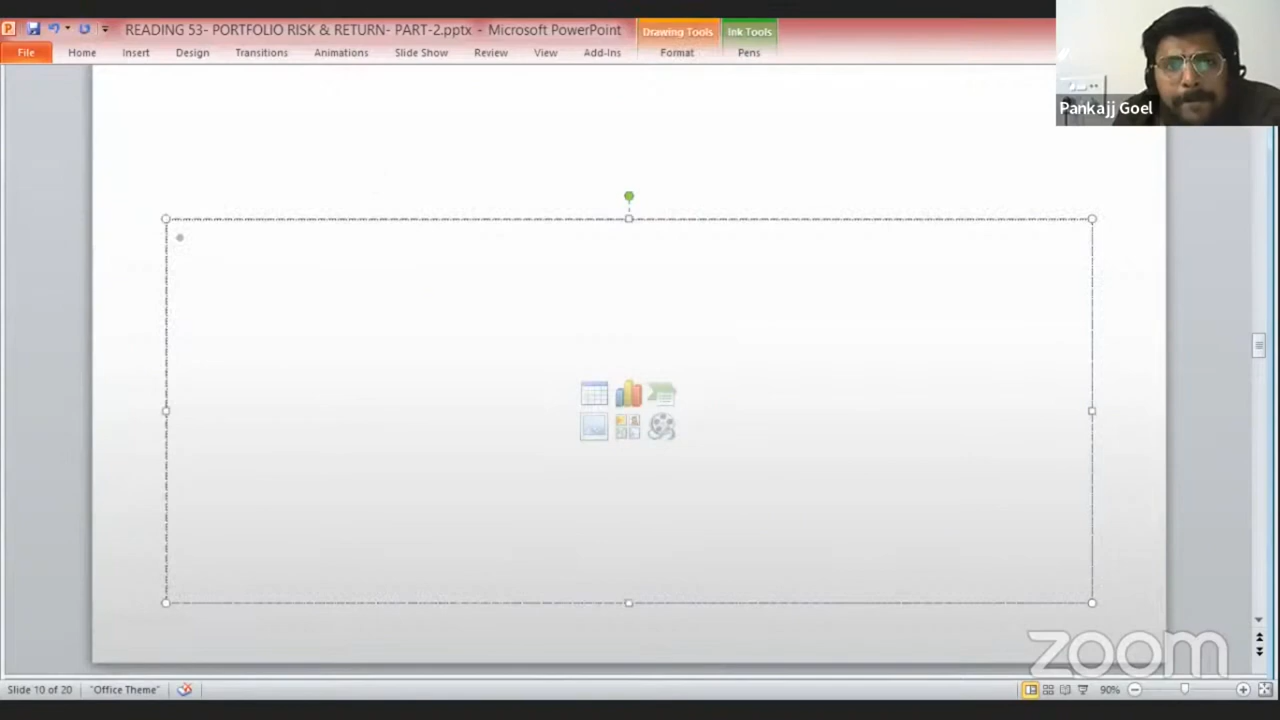 READING 53- PORTFOLIO RISK & RETURN- PART-2.pptx - Microsoft PowerPoint
Drawing Tools
Ink Tools
File
Home
Insert
Design
Transitions
Animations
Slide Show
Review
View
Add-Ins
Format
Pens
Pankajj Goel
zoom
Slide 10 of 20
"Office Theme"
90%